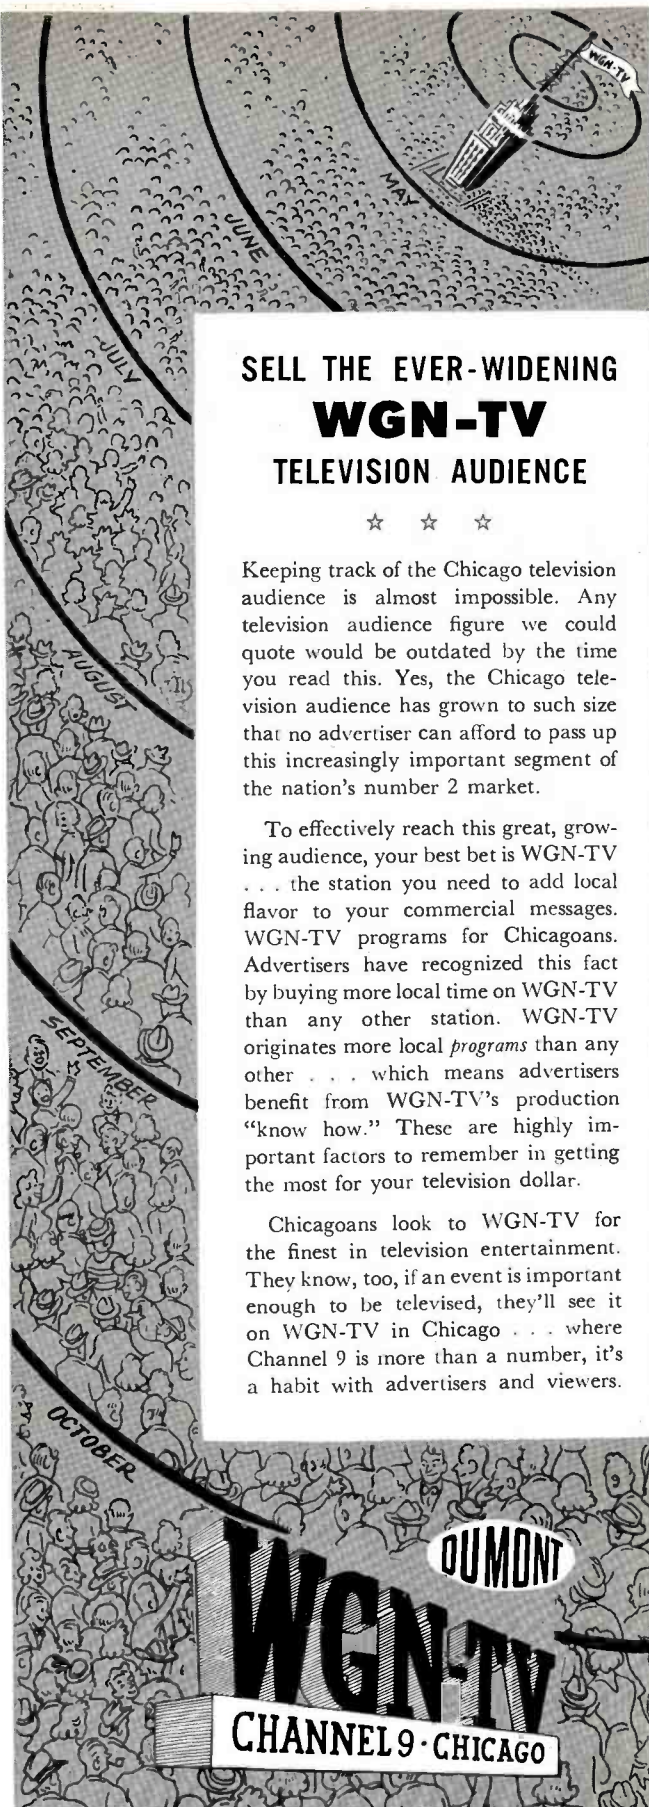 WGN-TV
MAY
JUNE
JULY
AUGUST
SEPTEMBER
OCTOBER
SELL THE EVER-WIDENING
WGN-TV
TELEVISION AUDIENCE
Keeping track of the Chicago television
audience is almost impossible. Any
television audience figure we could
quote would be outdated by the time
you read this. Yes, the Chicago tele-
vision audience has grown to such size
that no advertiser can afford to pass up
this increasingly important segment of
the nation's number 2 market.
To effectively reach this great, grow-
ing audience, your best bet is WGN-TV
. . . the station you need to add local
flavor to your commercial messages.
WGN-TV programs for Chicagoans.
Advertisers have recognized this fact
by buying more local time on WGN-TV
than any other station. WGN-TV
originates more local programs than any
other . . . which means advertisers
benefit from WGN-TV's production
“know how.” These are highly im-
portant factors to remember in getting
the most for your television dollar.
Chicagoans look to WGN-TV for
the finest in television entertainment.
They know, too, if an event is important
enough to be televised, they'll see it
on WGN-TV in Chicago . . . where
Channel 9 is more than a number, it's
a habit with advertisers and viewers.
DUMONT
WGN-TV
CHANNEL 9 · CHICAGO